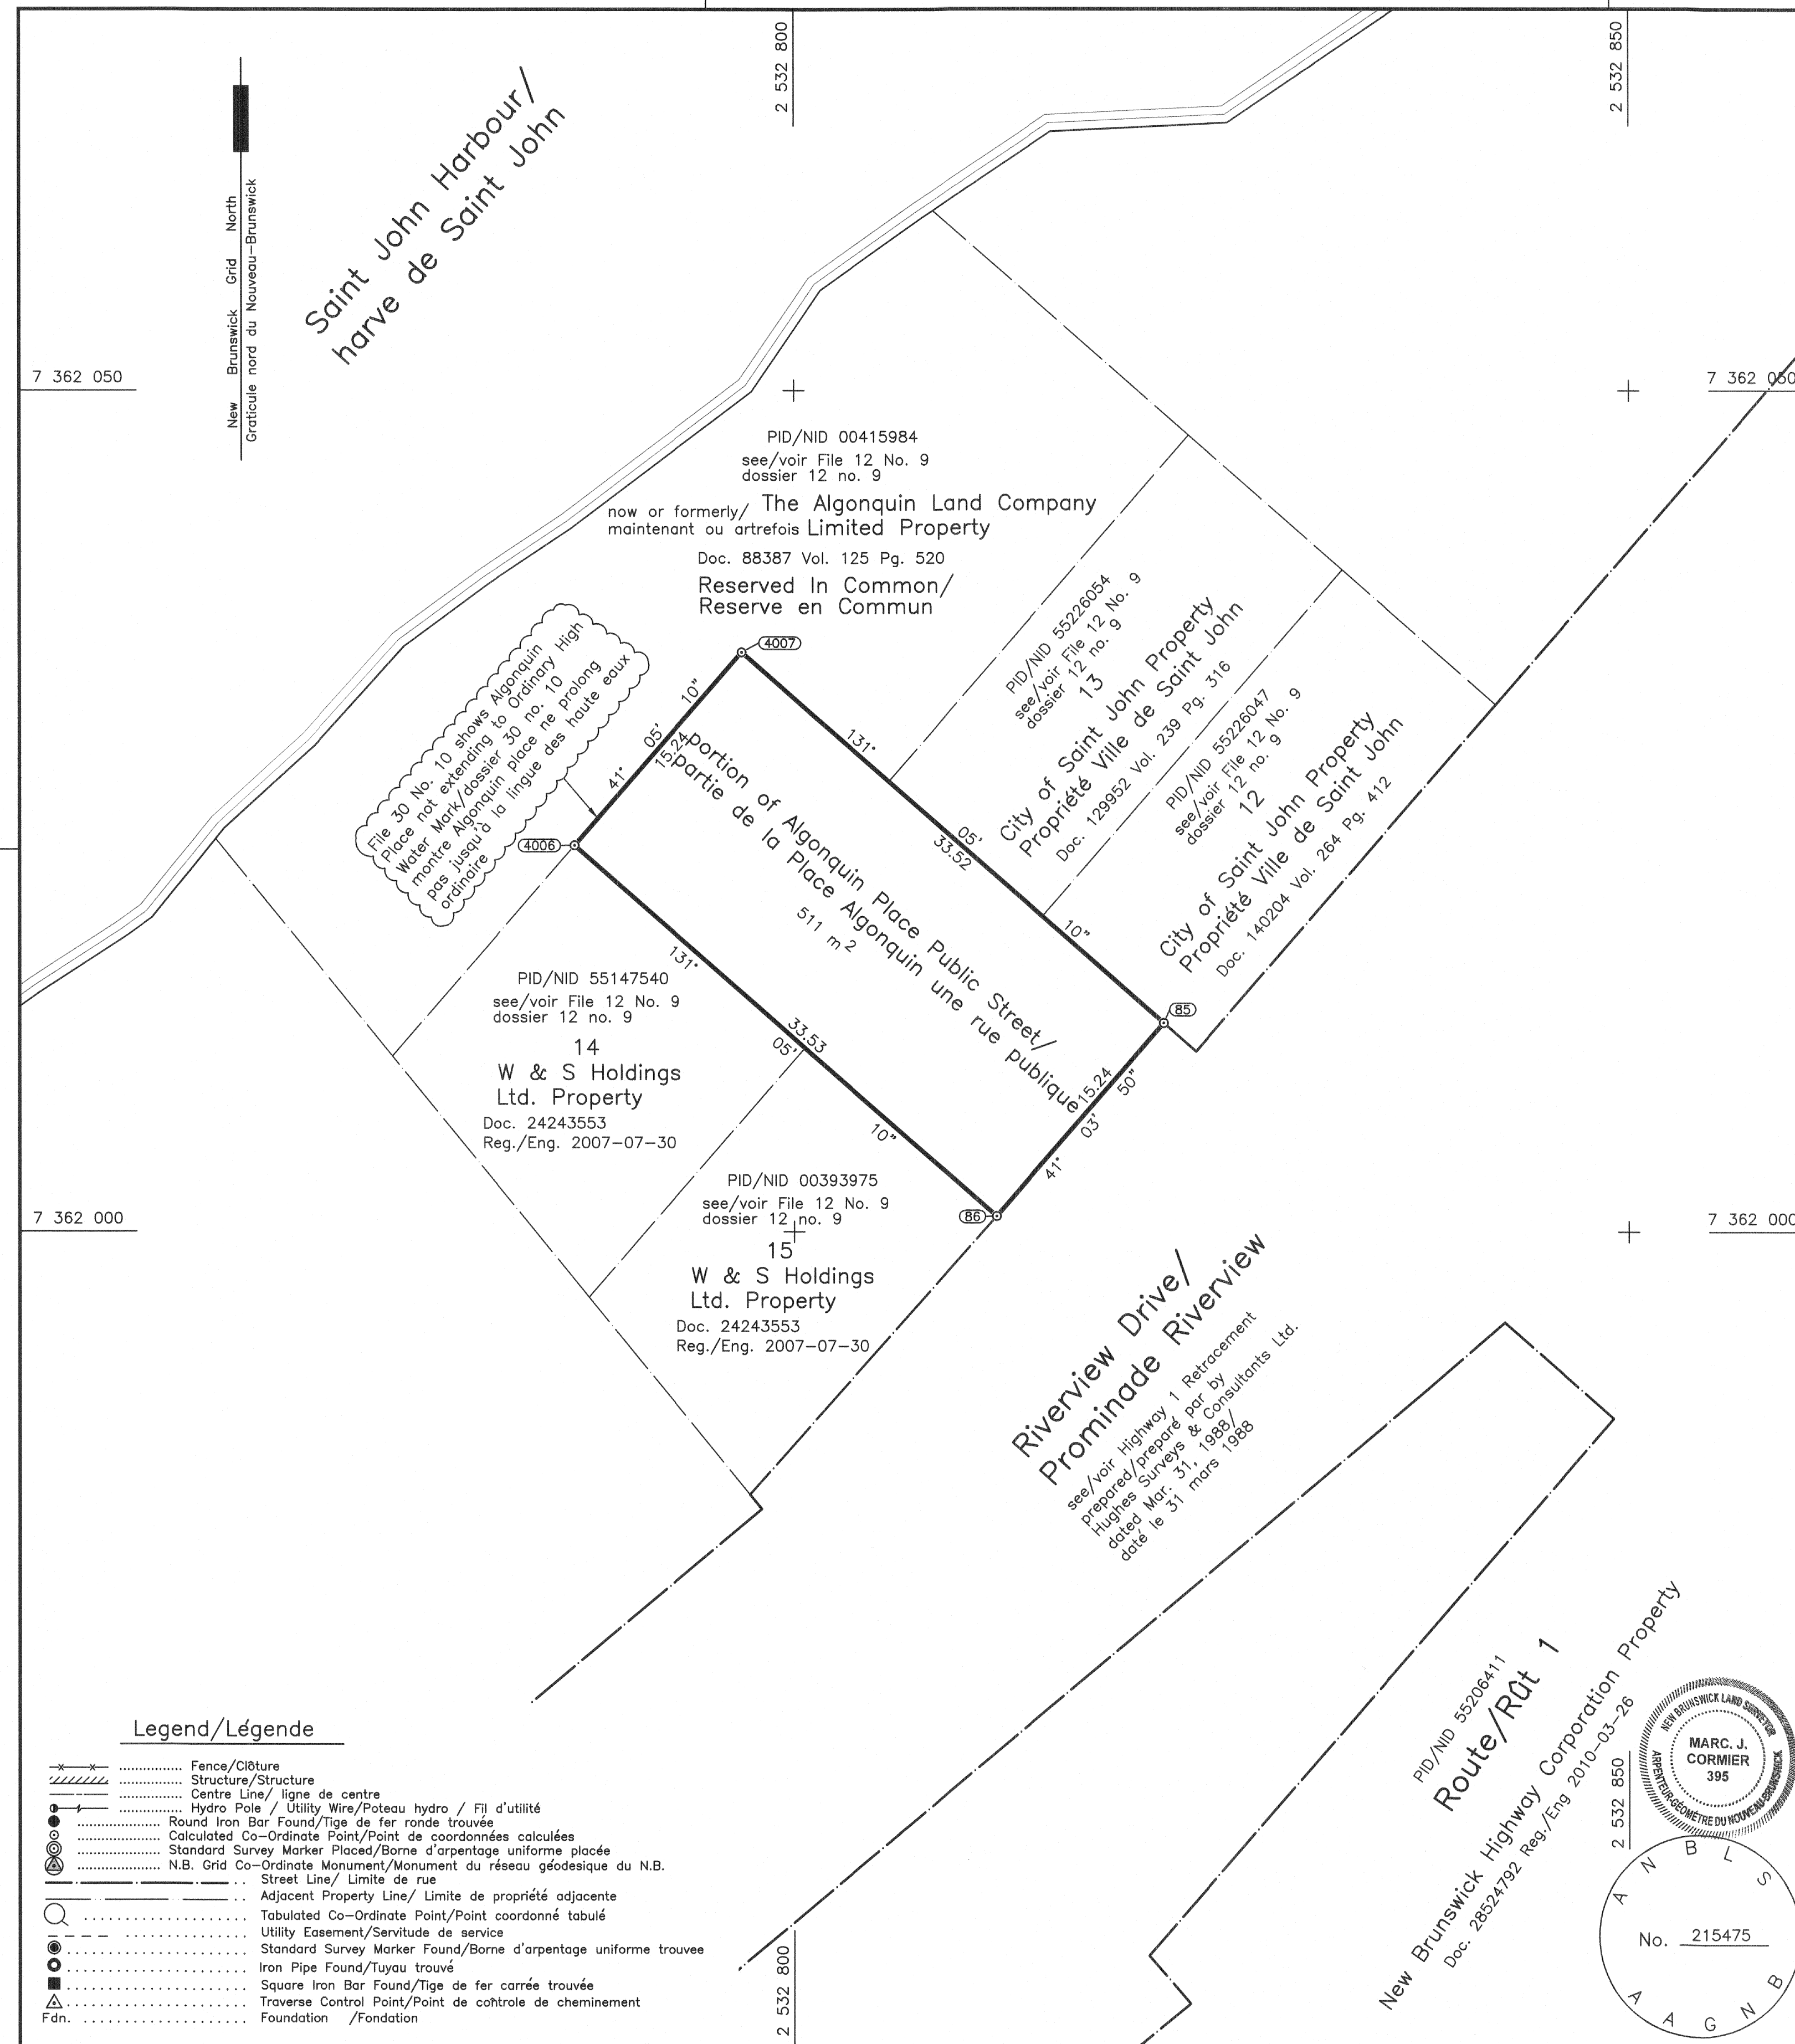 2 532 800
2 532 850
New Brunswick Grid North
Graticule nord du Nouveau-Brunswick
Saint John Harbour/
harve de Saint John
7 362 050
7 362 050
PID/NID 00415984
see/voir File 12 No. 9
dossier 12 no. 9
now or formerly/ The Algonquin Land Company
maintenant ou artrefois Limited Property
Doc. 88387 Vol. 125 Pg. 520
Reserved In Common/
Reserve en Commun
File 30 No. 10 shows Algonquin
Place not extending to Ordinary High
Water Mark/dossier 30 no. 10
montre Algonquin place ne prolong
pas jusqu'à la lingue des haute eaux
ordinaire
4007
4006
41° 05' 10"
15.24
131° 05' 10"
33.52
portion of Algonquin Place Public Street/
partie de la Place Algonquin une rue publique
511 m 2
PID/NID 55226054
see/voir File 12 No. 9
dossier 12 no. 9
13
City of Saint John Property
Propriété Ville de Saint John
Doc. 129952 Vol. 239 Pg. 316
PID/NID 55226047
see/voir File 12 No. 9
dossier 12 no. 9
12
City of Saint John Property
Propriété Ville de Saint John
Doc. 140204 Vol. 264 Pg. 412
85
131° 05' 10"
33.53
15.24
41° 03' 50"
86
PID/NID 55147540
see/voir File 12 No. 9
dossier 12 no. 9
14
W & S Holdings
Ltd. Property
Doc. 24243553
Reg./Eng. 2007-07-30
PID/NID 00393975
see/voir File 12 No. 9
dossier 12 no. 9
15
W & S Holdings
Ltd. Property
Doc. 24243553
Reg./Eng. 2007-07-30
7 362 000
7 362 000
Riverview Drive/
Prominade Riverview
see/voir Highway 1 Retracement
prepared/preparé par by
Hughes Surveys & Consultants Ltd.
dated Mar. 31, 1988/
daté le 31 mars 1988
PID/NID 55206411
Route/Rût 1
New Brunswick Highway Corporation Property
Doc. 28524792 Reg./Eng 2010-03-26
2 532 850
2 532 800
NEW BRUNSWICK LAND SURVEYOR
MARC. J.
CORMIER
395
ARPENTEUR-GÉOMÈTRE DU NOUVEAU-BRUNSWICK
ANBLS
No. 215475
AAGNB
Legend/Légende
Fence/Clôture
Structure/Structure
Centre Line/ ligne de centre
Hydro Pole / Utility Wire/Poteau hydro / Fil d'utilité
Round Iron Bar Found/Tige de fer ronde trouvée
Calculated Co-Ordinate Point/Point de coordonnées calculées
Standard Survey Marker Placed/Borne d'arpentage uniforme placée
N.B. Grid Co-Ordinate Monument/Monument du réseau géodesique du N.B.
Street Line/ Limite de rue
Adjacent Property Line/ Limite de propriété adjacente
Tabulated Co-Ordinate Point/Point coordonné tabulé
Utility Easement/Servitude de service
Standard Survey Marker Found/Borne d'arpentage uniforme trouvee
Iron Pipe Found/Tuyau trouvé
Square Iron Bar Found/Tige de fer carrée trouvée
Traverse Control Point/Point de contrôle de cheminement
Fdn. Foundation /Fondation